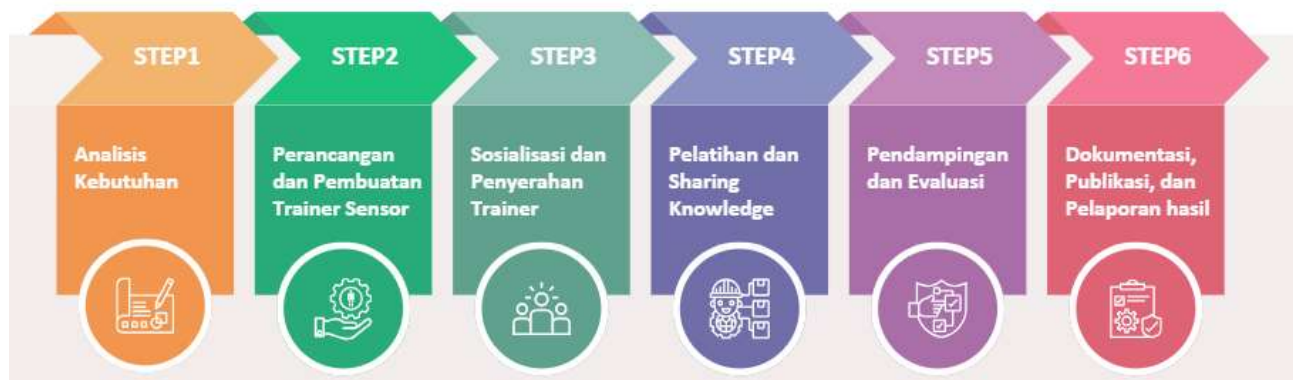 STEP1
Analisis
Kebutuhan
STEP2
Perancangan
dan Pembuatan
Trainer Sensor
STEP3
Sosialisasi dan
Penyerahan
Trainer
STEP4
Pelatihan dan
Sharing
Knowledge
STEP5
Pendampingan
dan Evaluasi
STEP6
Dokumentasi,
Publikasi, dan
Pelaporan hasil